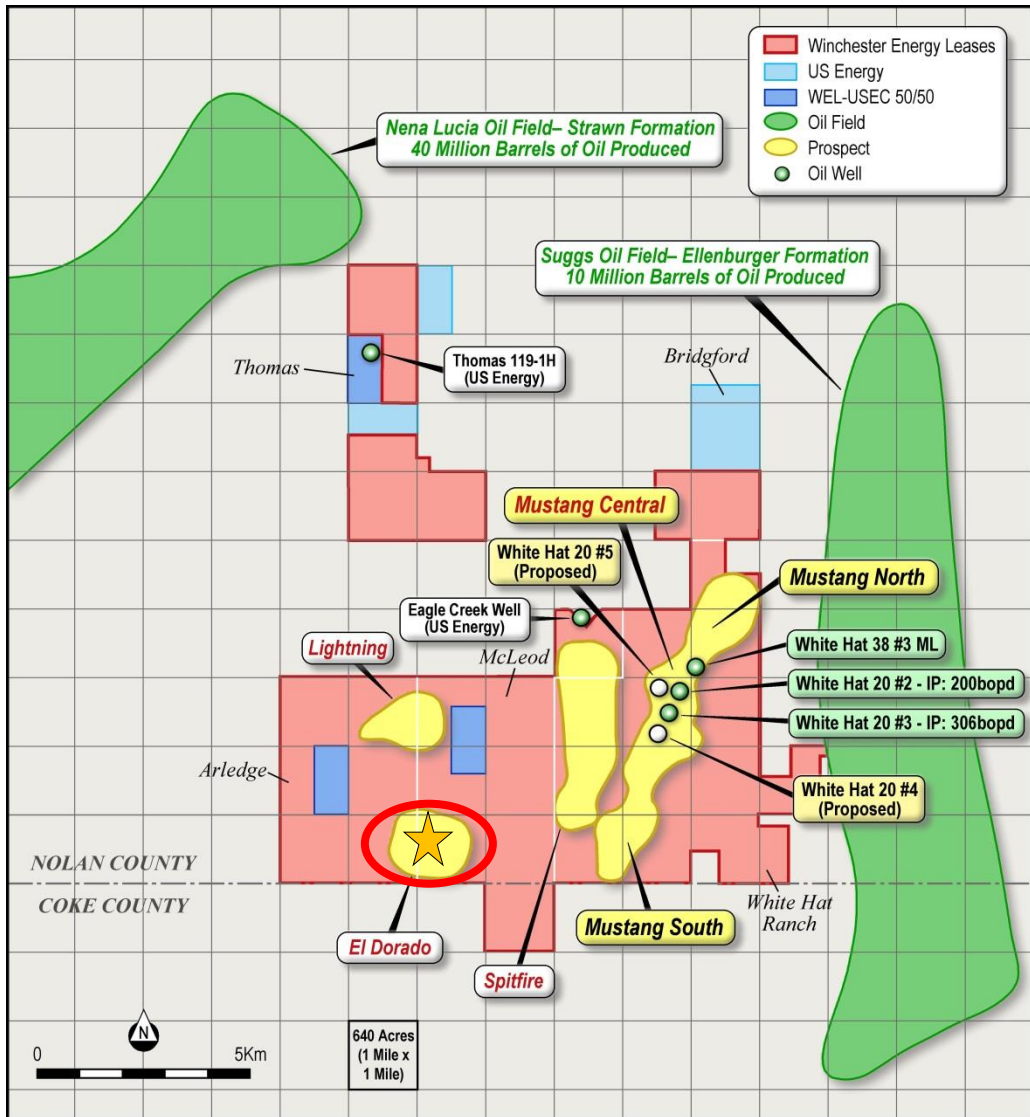 Winchester Energy Leases
US Energy
WEL-USEC 50/50
Oil Field
Prospect
Oil Well
Nena Lucia Oil Field– Strawn Formation
40 Million Barrels of Oil Produced
Suggs Oil Field– Ellenburger Formation
10 Million Barrels of Oil Produced
Thomas
Thomas 119-1H
(US Energy)
Bridgford
Mustang Central
White Hat 20 #5
(Proposed)
Mustang North
Eagle Creek Well
(US Energy)
Lightning
McLeod
White Hat 38 #3 ML
White Hat 20 #2 - IP: 200bopd
White Hat 20 #3 - IP: 306bopd
Arledge
White Hat 20 #4
(Proposed)
NOLAN COUNTY
COKE COUNTY
White Hat
Ranch
El Dorado
Mustang South
Spitfire
N
0
5Km
640 Acres
(1 Mile x
1 Mile)